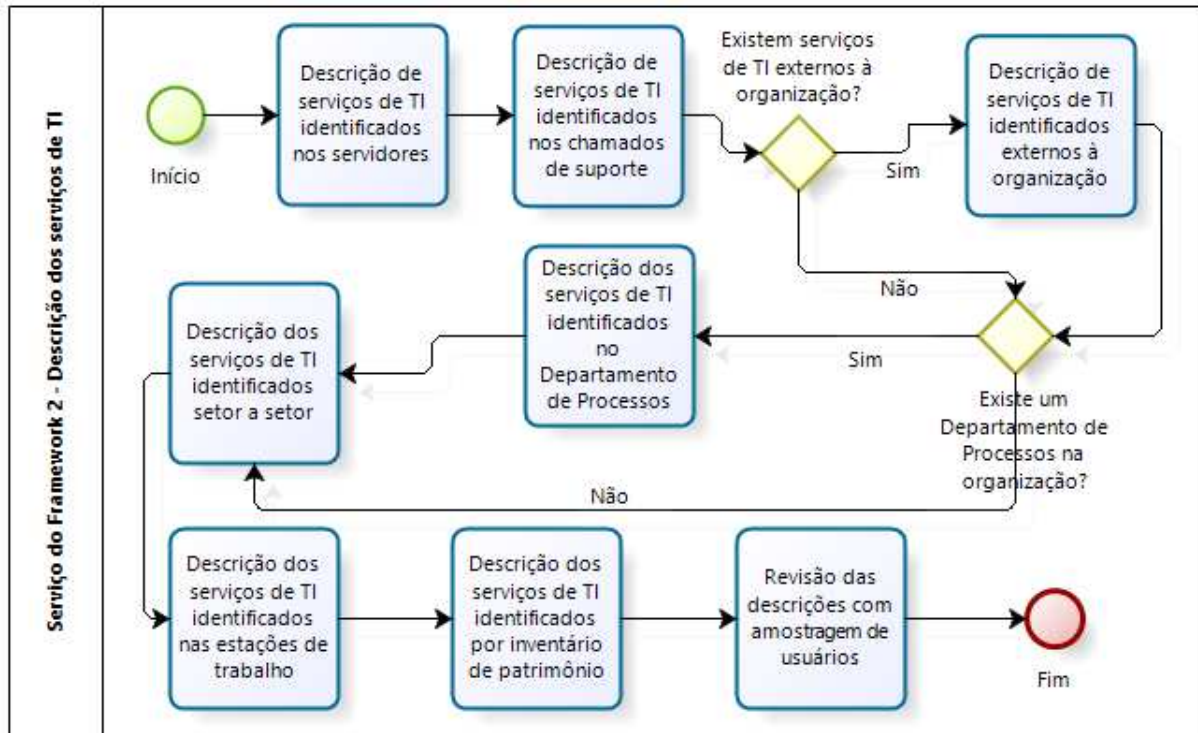 Serviço do Framework 2 - Descrição dos serviços de TI
Início
Descrição de
serviços de TI
identificados
nos servidores
Descrição de
serviços de TI
identificados
nos chamados
de suporte
Existem serviços
de TI externos à
organização?
Sim
Não
Descrição de
serviços de TI
identificados
externos à
organização
Existe um
Departamento de
Processos na
organização?
Sim
Não
Descrição dos
serviços de TI
identificados
no
Departamento
de Processos
Descrição dos
serviços de TI
identificados
setor a setor
Descrição dos
serviços de TI
identificados
nas estações de
trabalho
Descrição dos
serviços de TI
identificados
por inventário
de patrimônio
Revisão das
descrições com
amostragem de
usuários
Fim